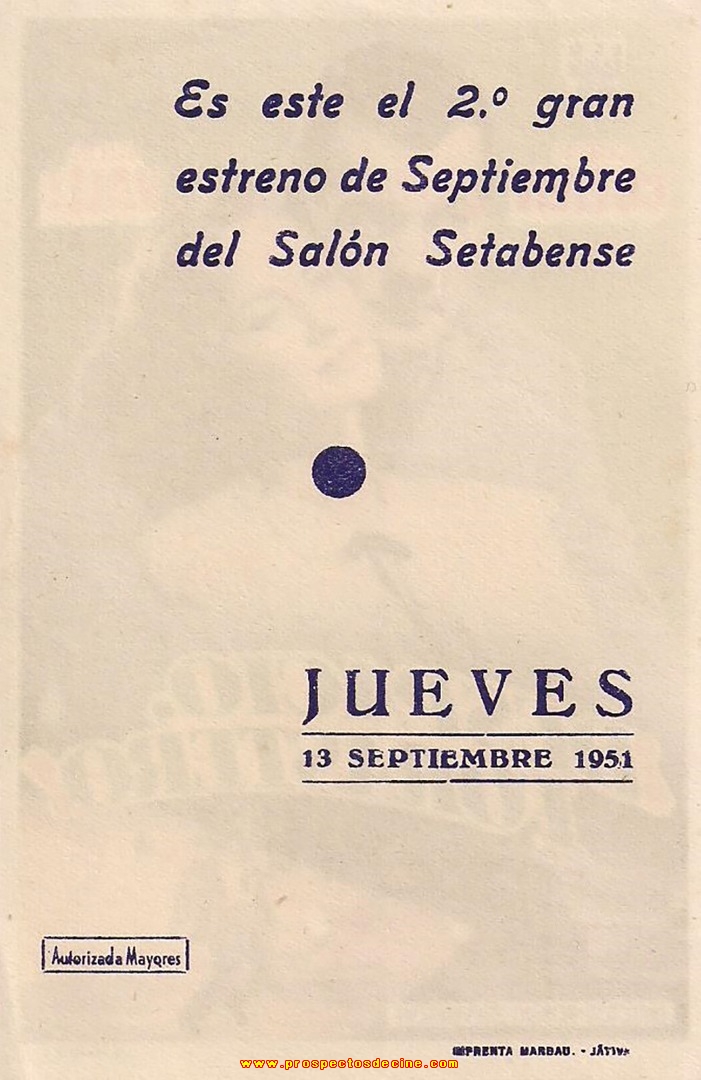 Es este el 2.º gran
estreno de Septiembre
del Salón Setabense
JUEVES
13 SEPTIEMBRE 1951
Autorizada Mayores
IMPRENTA MARBAU. - JÁTIVA
www.prospectosdecine.com